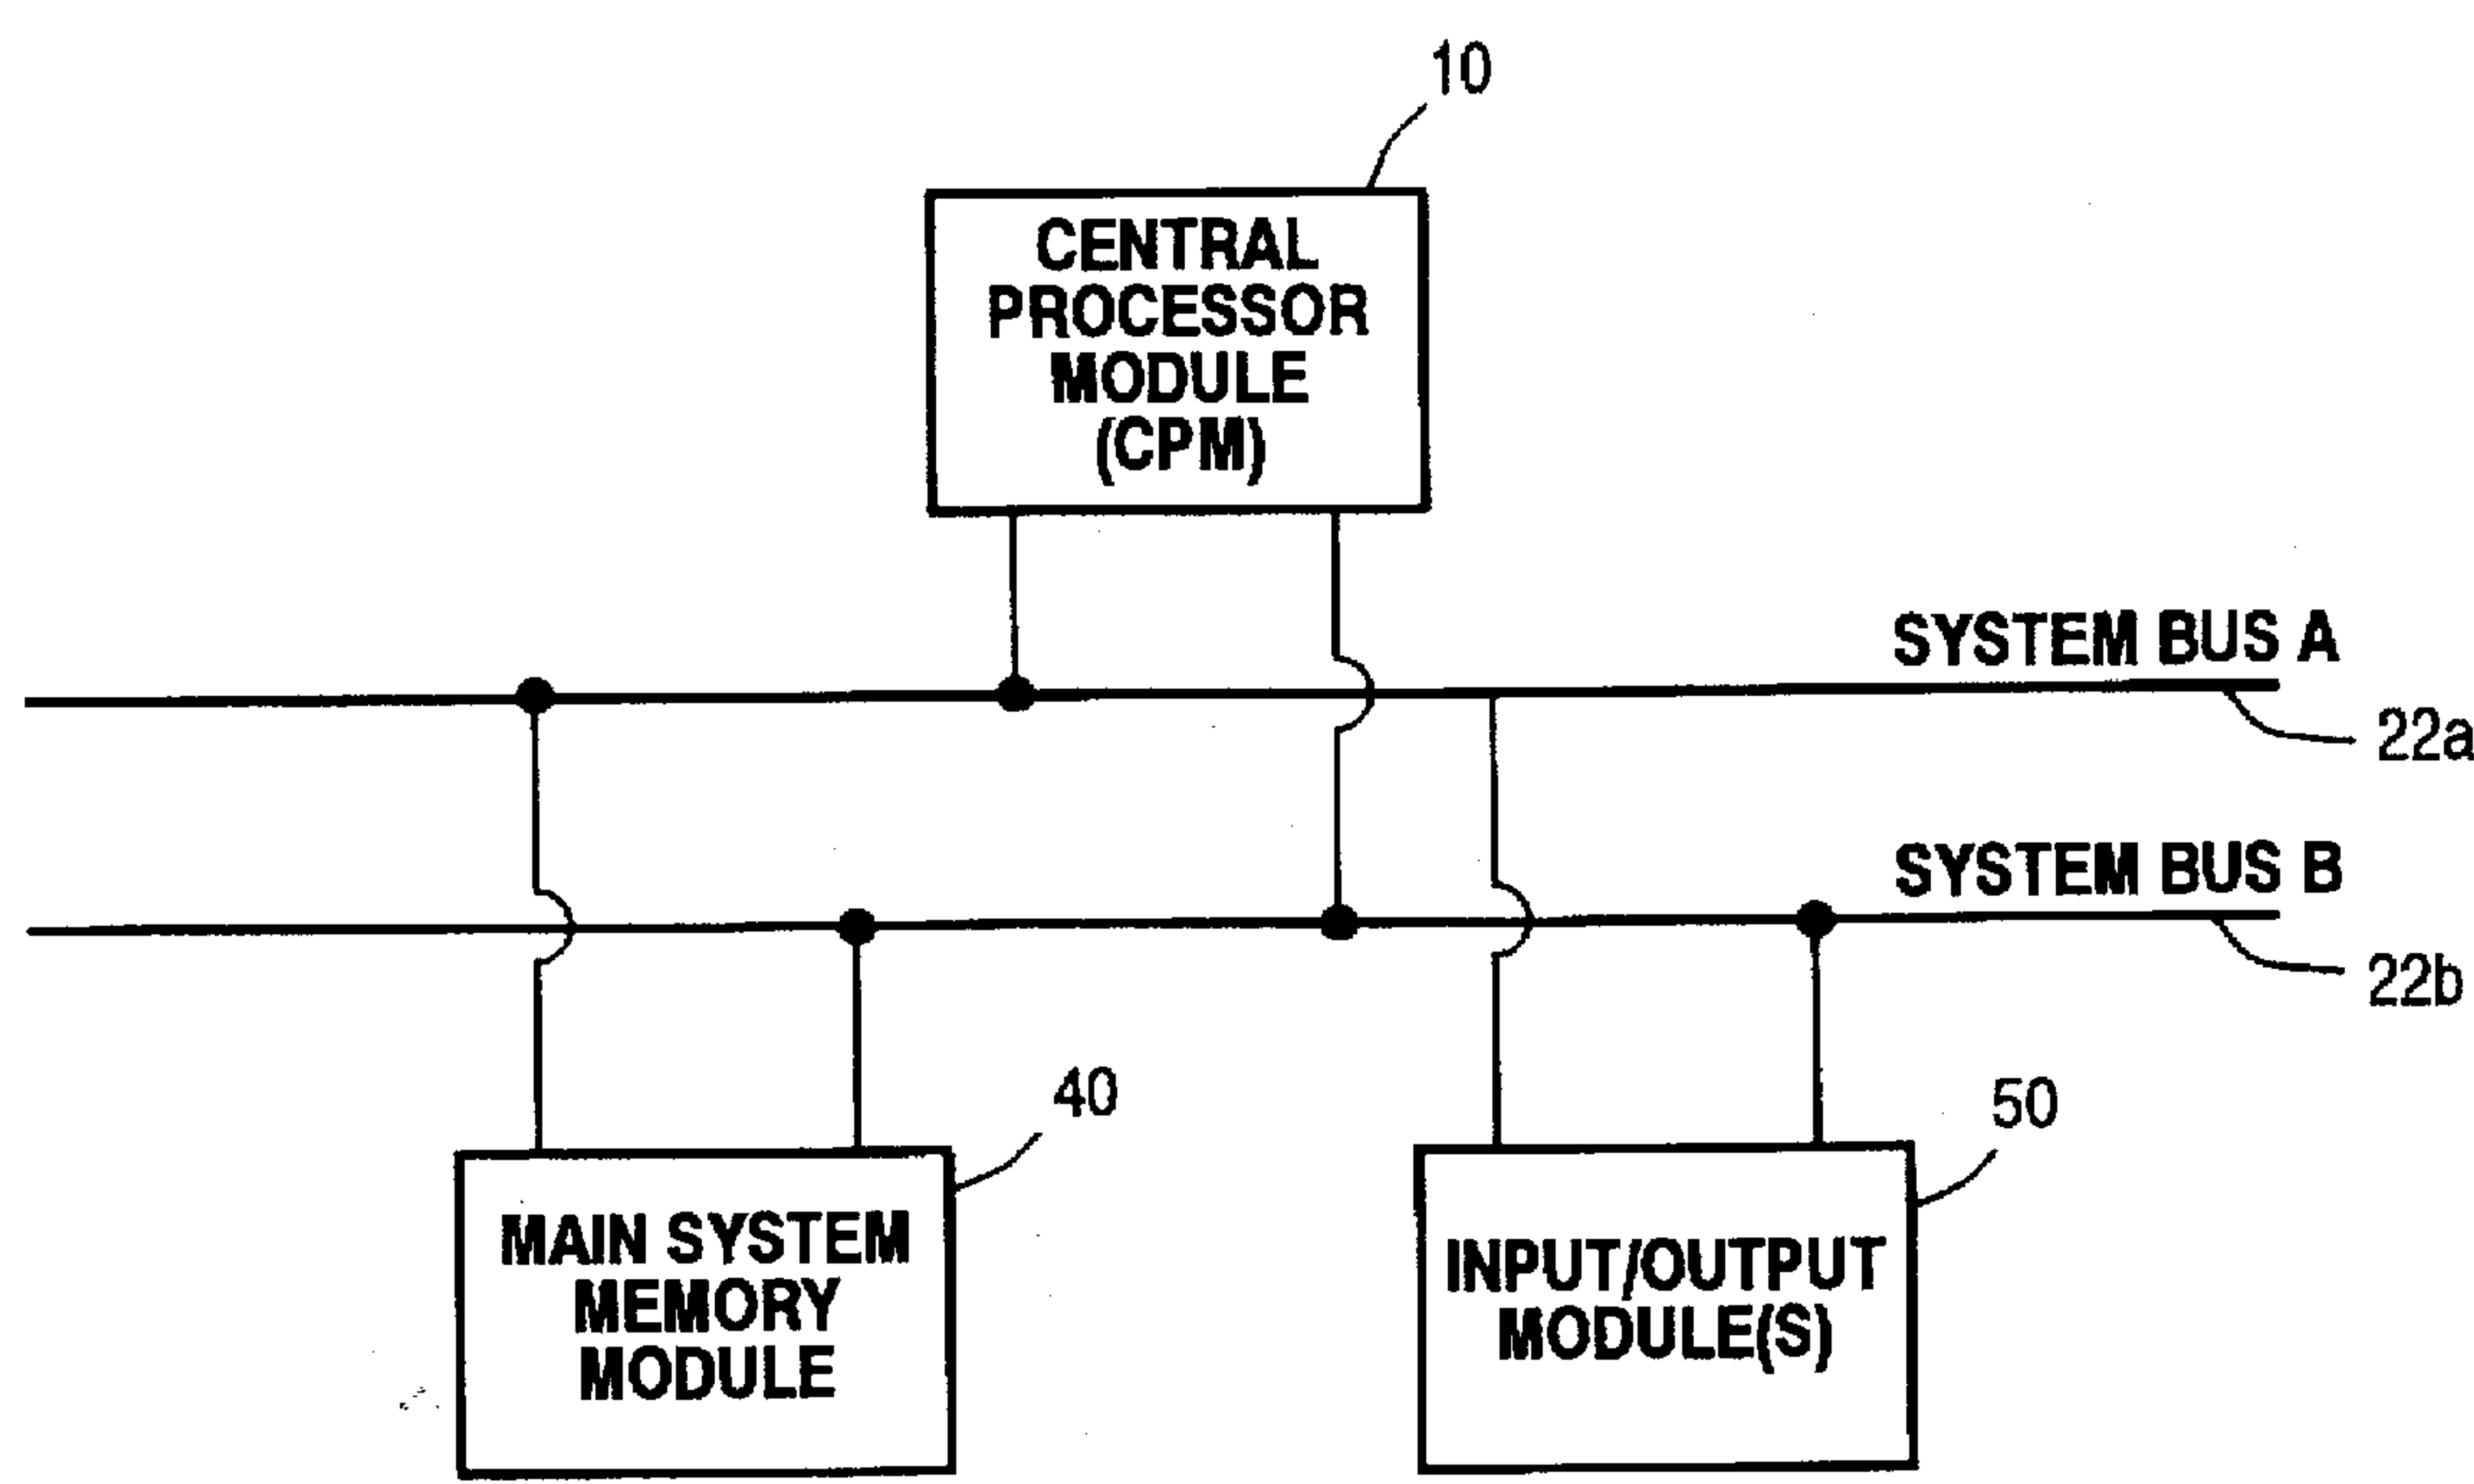 10
CENTRAL
PROCESSOR
MODULE
(CPM)
SYSTEM BUS A
22a
SYSTEM BUS B
22b
40
50
MAIN SYSTEM
MEMORY
MODULE
INPUT/OUTPUT
MODULE(S)